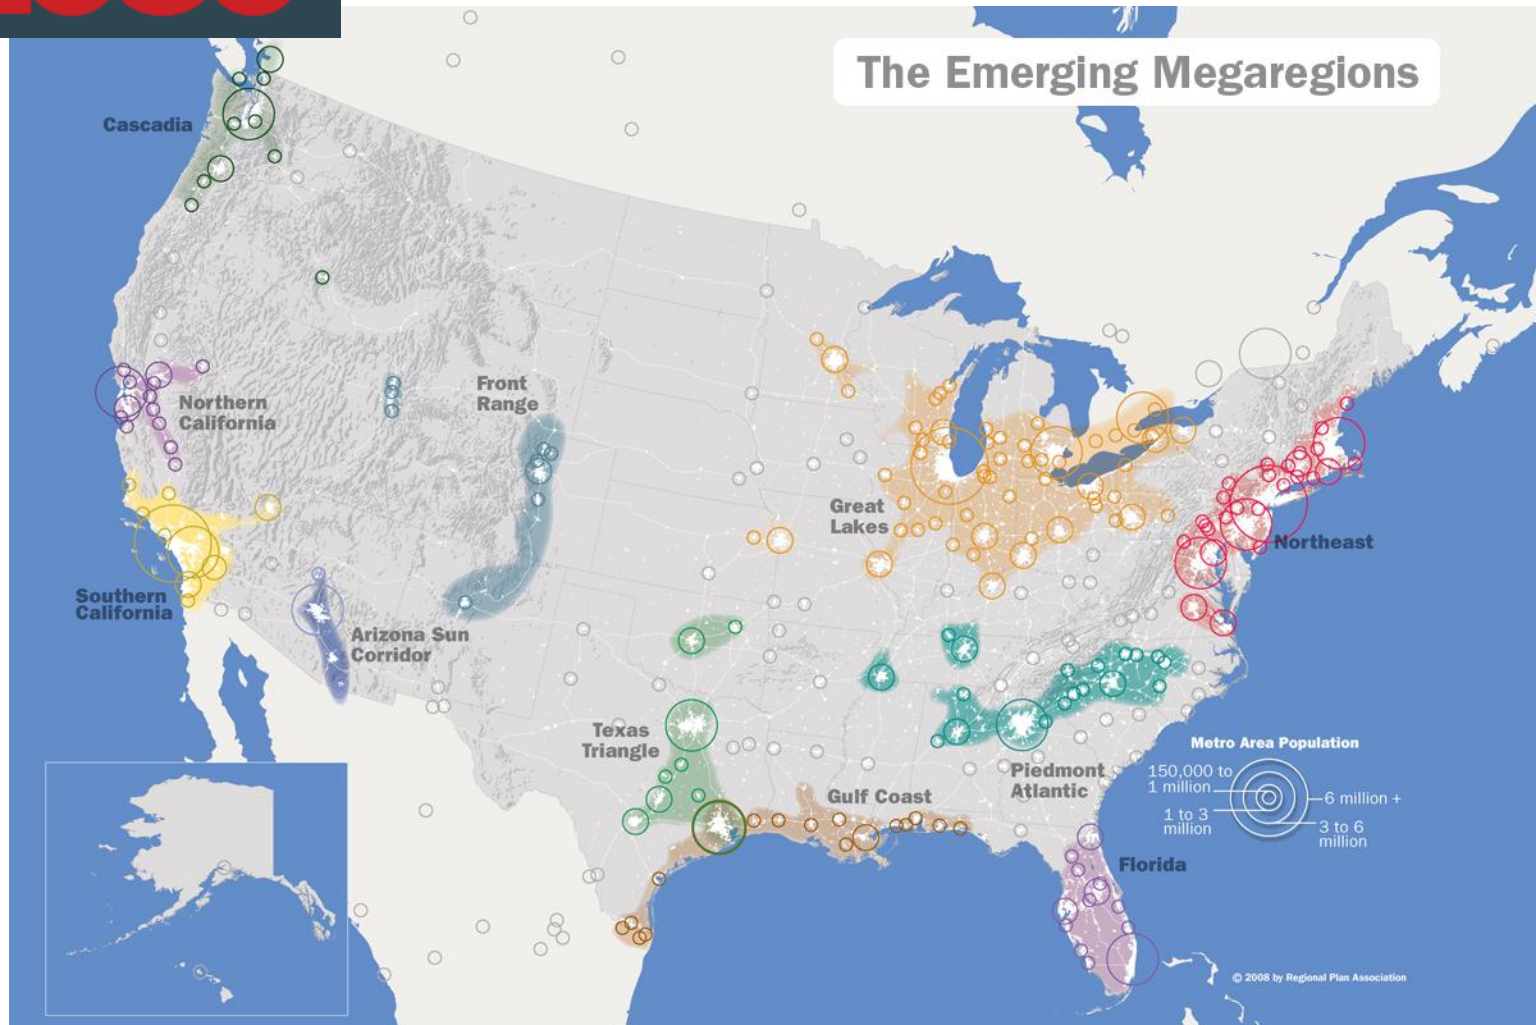 The Emerging Megaregions
Cascadia
Northern
California
Front
Range
Great
Lakes
Northeast
Southern
California
Arizona Sun
Corridor
Texas
Triangle
Gulf Coast
Piedmont
Atlantic
Metro Area Population
150,000 to
1 million
6 million +
1 to 3
million
3 to 6
million
Florida
© 2008 by Regional Plan Association